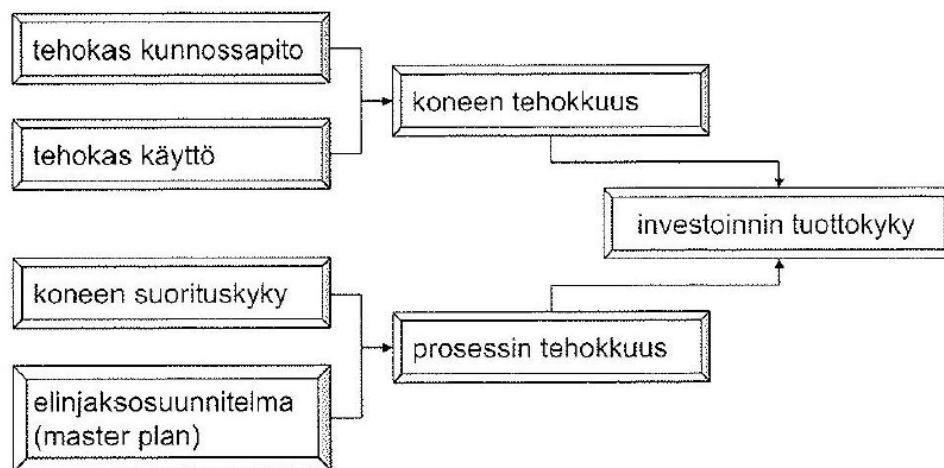 tehokas kunnossapito
koneen tehokkuus
tehokas käyttö
investoinnin tuottokyky
koneen suorituskyky
prosessin tehokkuus
elinjaksosuunnitelma
(master plan)